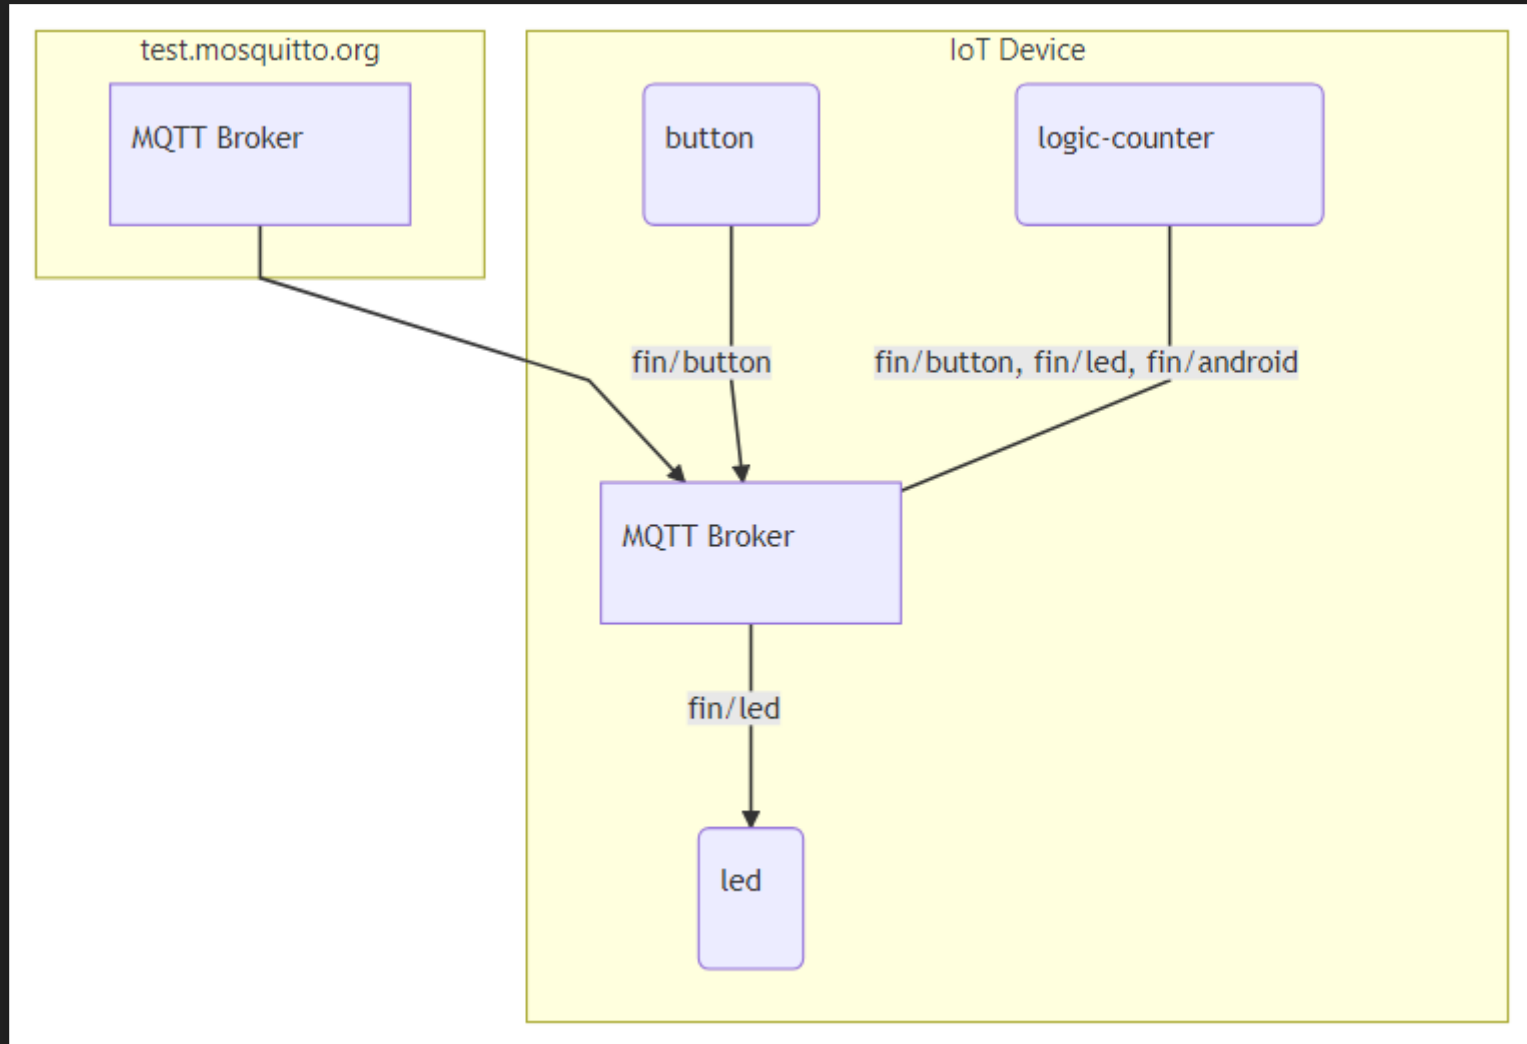 test.mosquitto.org
MQTT Broker
IoT Device
button
logic-counter
fin/button
fin/button, fin/led, fin/android
MQTT Broker
fin/led
led